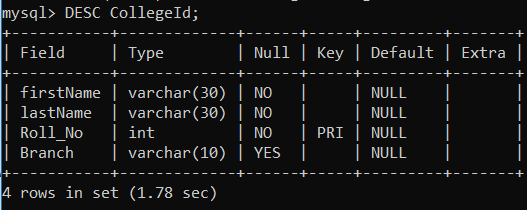 mysql> DESC CollegeId;
+-----------+-------------+------+-----+---------+-------+
| Field     | Type        | Null | Key | Default | Extra |
+-----------+-------------+------+-----+---------+-------+
| firstName | varchar(30) | NO   |     | NULL    |       |
| lastName  | varchar(30) | NO   |     | NULL    |       |
| Roll_No   | int         | NO   | PRI | NULL    |       |
| Branch    | varchar(10) | YES  |     | NULL    |       |
+-----------+-------------+------+-----+---------+-------+
4 rows in set (1.78 sec)